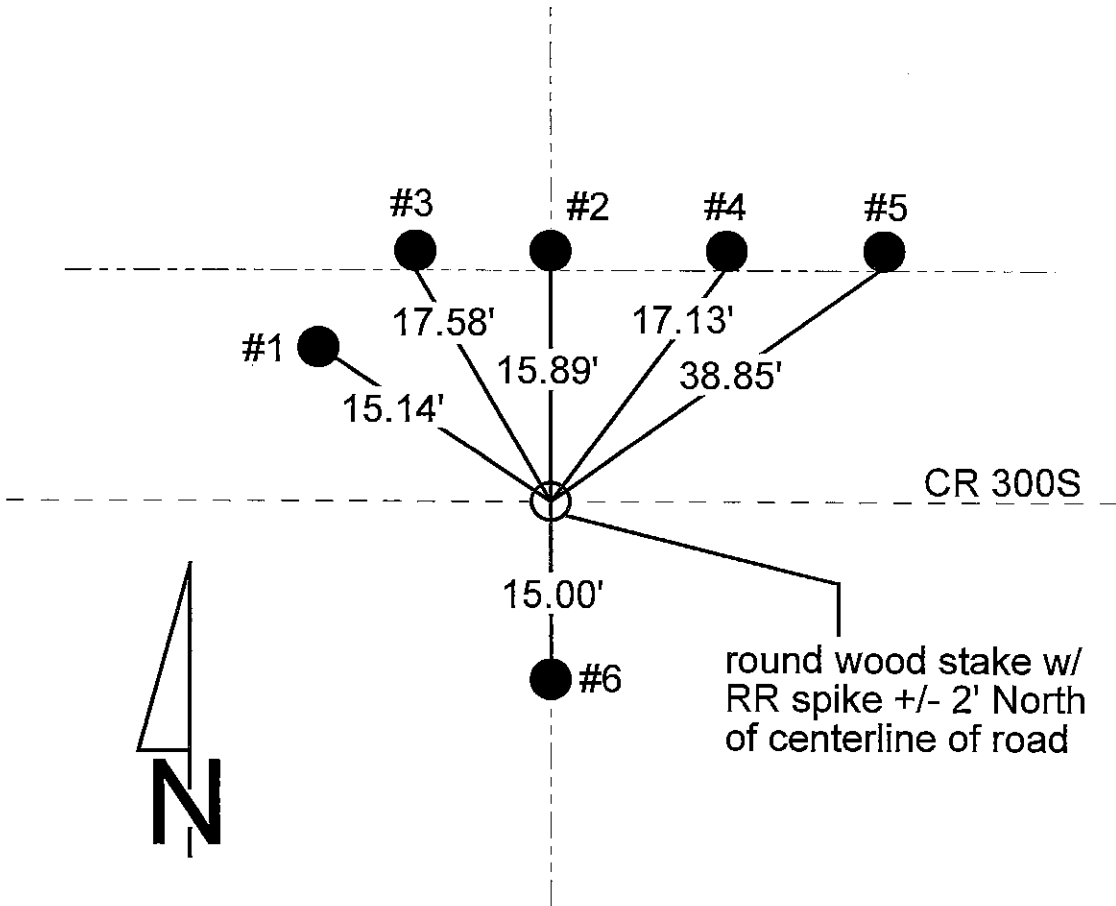 #3
#2
#4
#5
#1
17.58'
17.13'
15.89'
38.85'
15.14'
CR 300S
15.00'
#6
round wood stake w/
RR spike +/- 2' North
of centerline of road
N